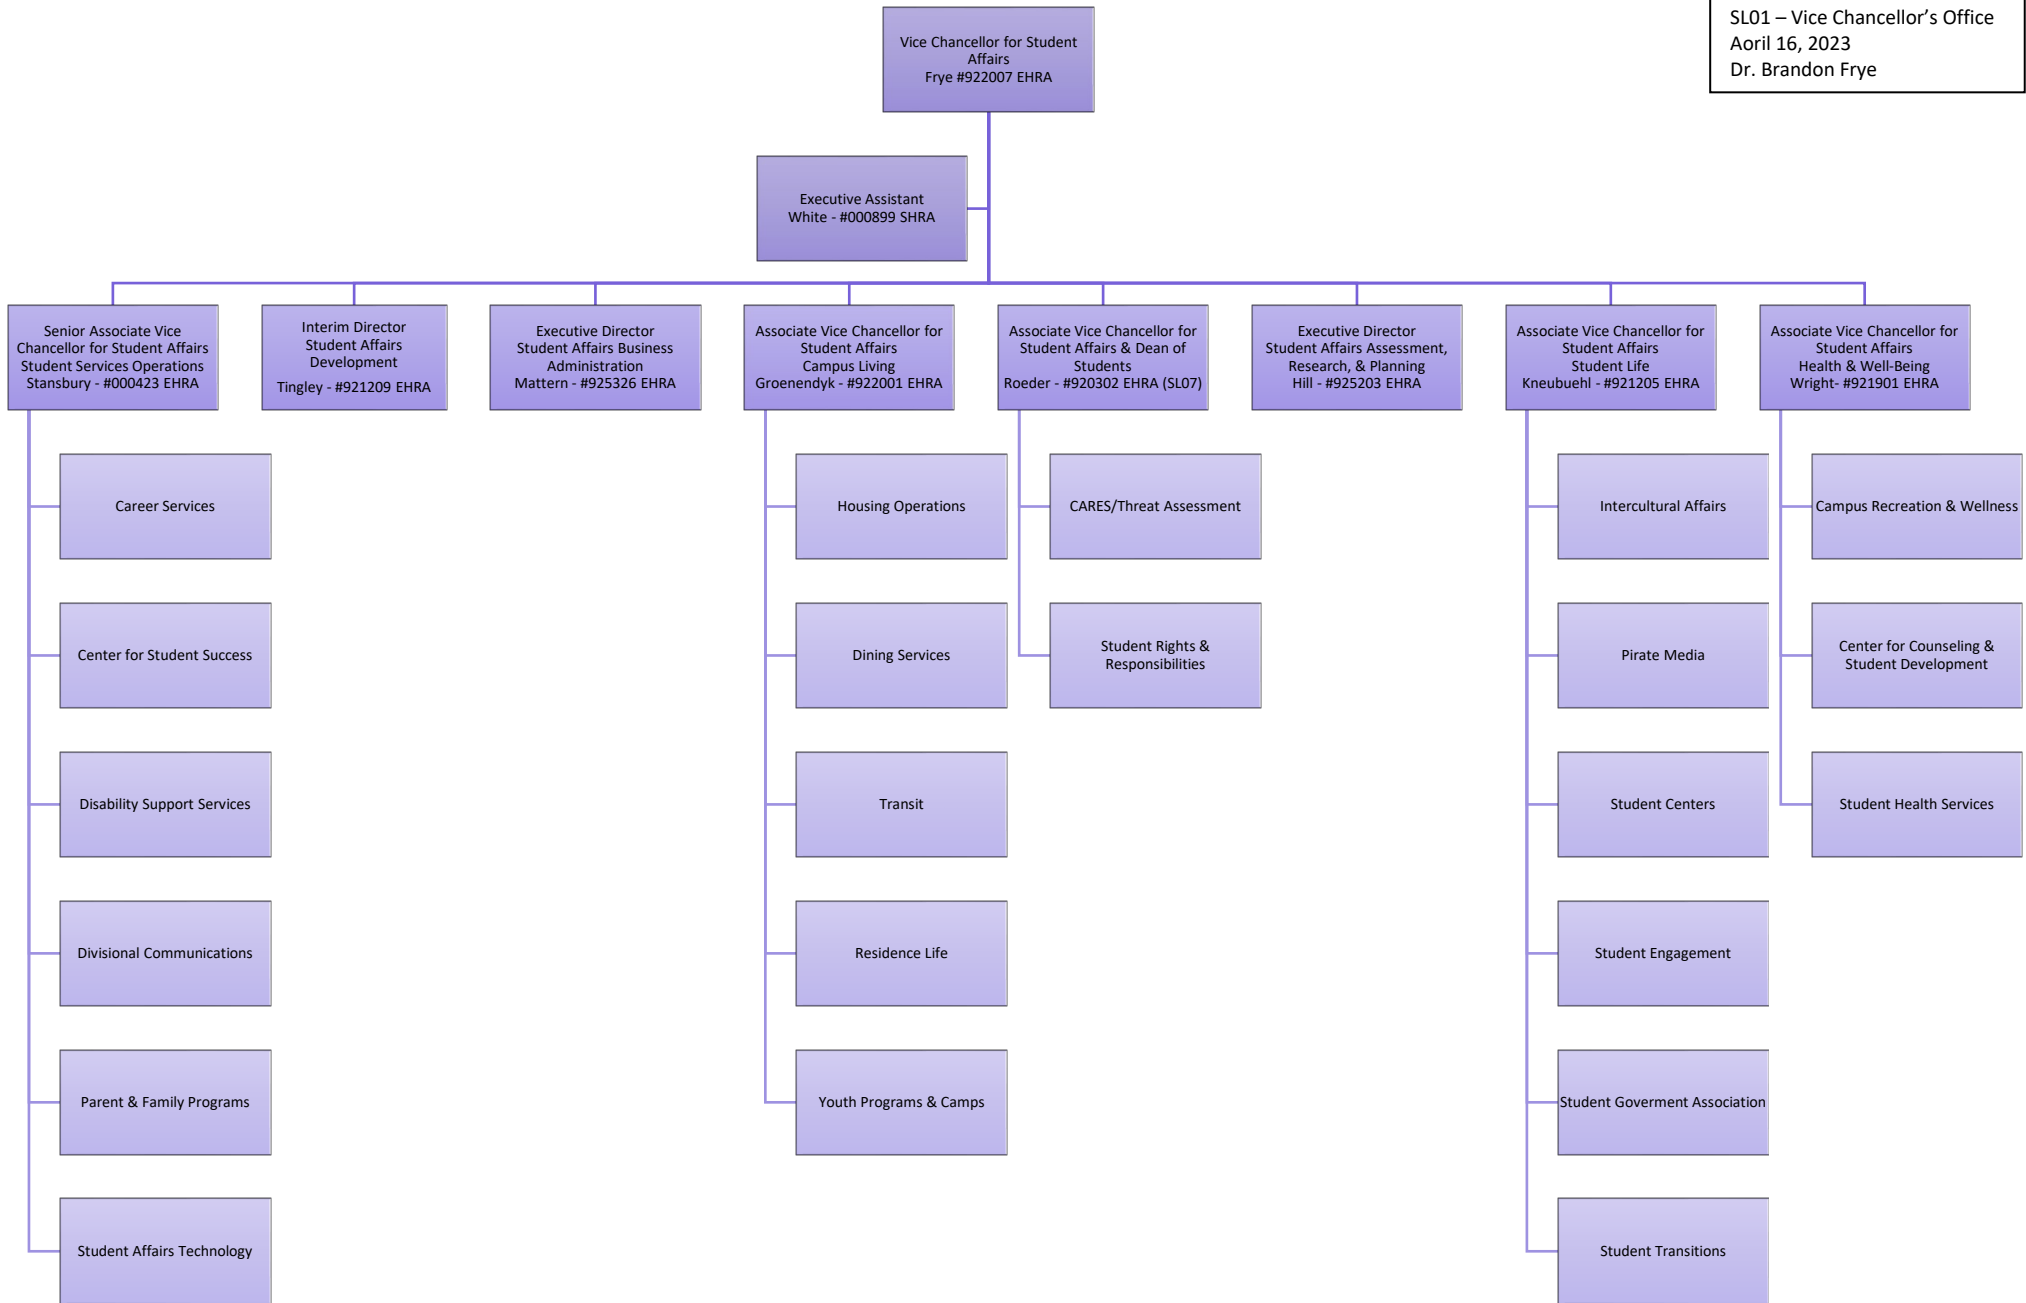 SL01 – Vice Chancellor’s Office
Aoril 16, 2023
Dr. Brandon Frye
Vice Chancellor for Student
Affairs
Frye #922007 EHRA
Executive Assistant
White - #000899 SHRA
Senior Associate Vice
Chancellor for Student Affairs
Student Services Operations
Stansbury - #000423 EHRA
Interim Director
Student Affairs
Development
Tingley - #921209 EHRA
Executive Director
Student Affairs Business
Administration
Mattern - #925326 EHRA
Associate Vice Chancellor for
Student Affairs
Campus Living
Groenendyk - #922001 EHRA
Associate Vice Chancellor for
Student Affairs & Dean of
Students
Roeder - #920302 EHRA (SL07)
Executive Director
Student Affairs Assessment,
Research, & Planning
Hill - #925203 EHRA
Associate Vice Chancellor for
Student Affairs
Student Life
Kneubuehl - #921205 EHRA
Associate Vice Chancellor for
Student Affairs
Health & Well-Being
Wright- #921901 EHRA
Career Services
Center for Student Success
Disability Support Services
Divisional Communications
Parent & Family Programs
Student Affairs Technology
Housing Operations
Dining Services
Transit
Residence Life
Youth Programs & Camps
CARES/Threat Assessment
Student Rights &
Responsibilities
Intercultural Affairs
Pirate Media
Student Centers
Student Engagement
Student Goverment Association
Student Transitions
Campus Recreation & Wellness
Center for Counseling &
Student Development
Student Health Services